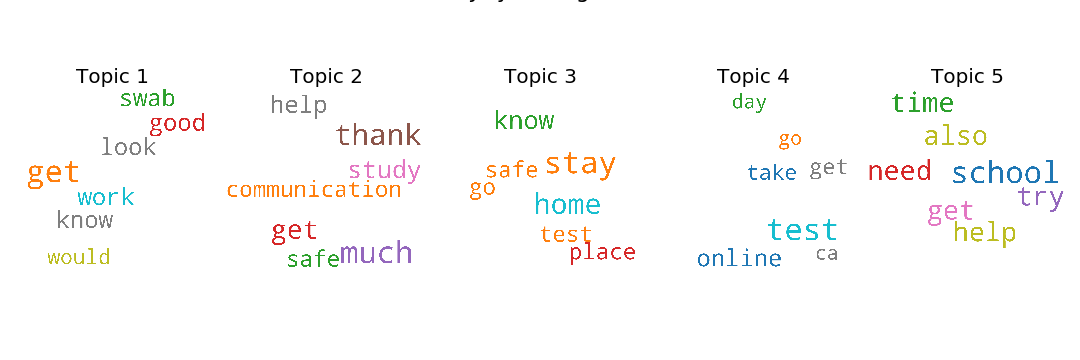 Topic 1
swab
good
look
get
work
know
would
Topic 2
help
thank
study
communication
get
safe
much
Topic 3
know
safe
stay
go
home
test
place
Topic 4
day
go
take
get
test
online
ca
Topic 5
time
also
need
school
try
get
help